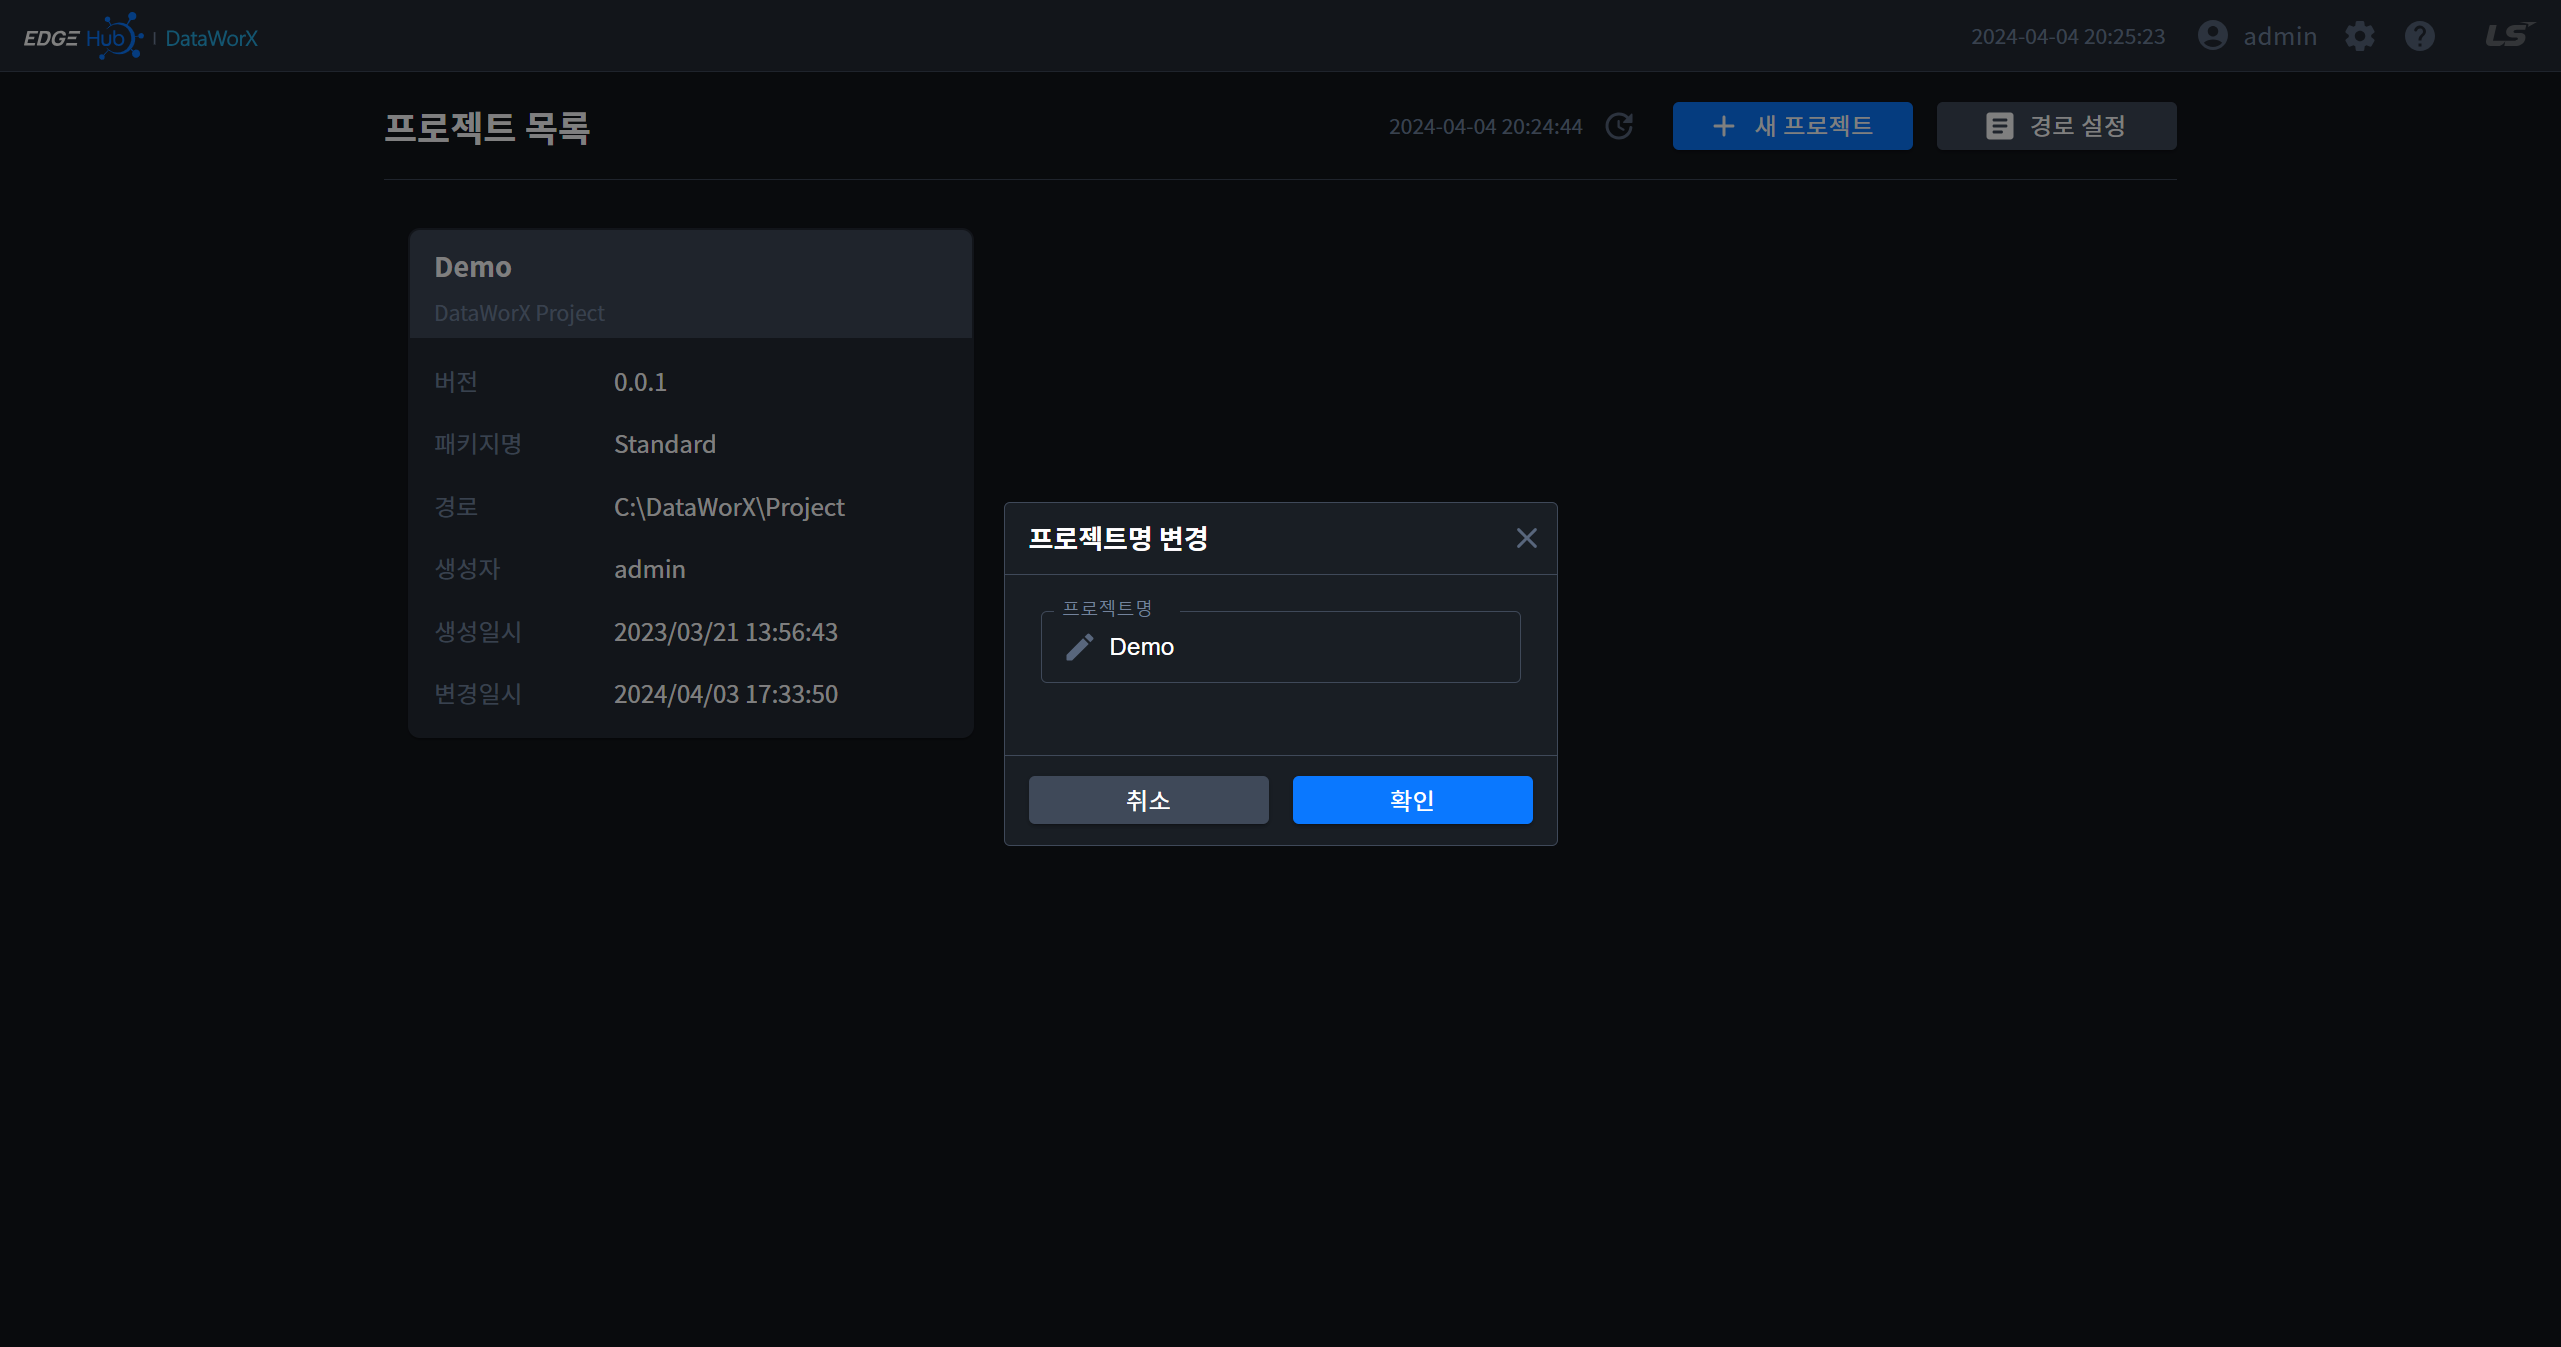 EDGE Hub | DataWorX
2024-04-04 20:25:23 admin LS
프로젝트 목록
2024-04-04 20:24:44
새 프로젝트
경로 설정
Demo
DataWorX Project
버전 0.0.1
패키지명 Standard
경로 C:\DataWorX\Project
생성자 admin
생성일시 2023/03/21 13:56:43
변경일시 2024/04/03 17:33:50
프로젝트명 변경
프로젝트명
Demo
취소
확인